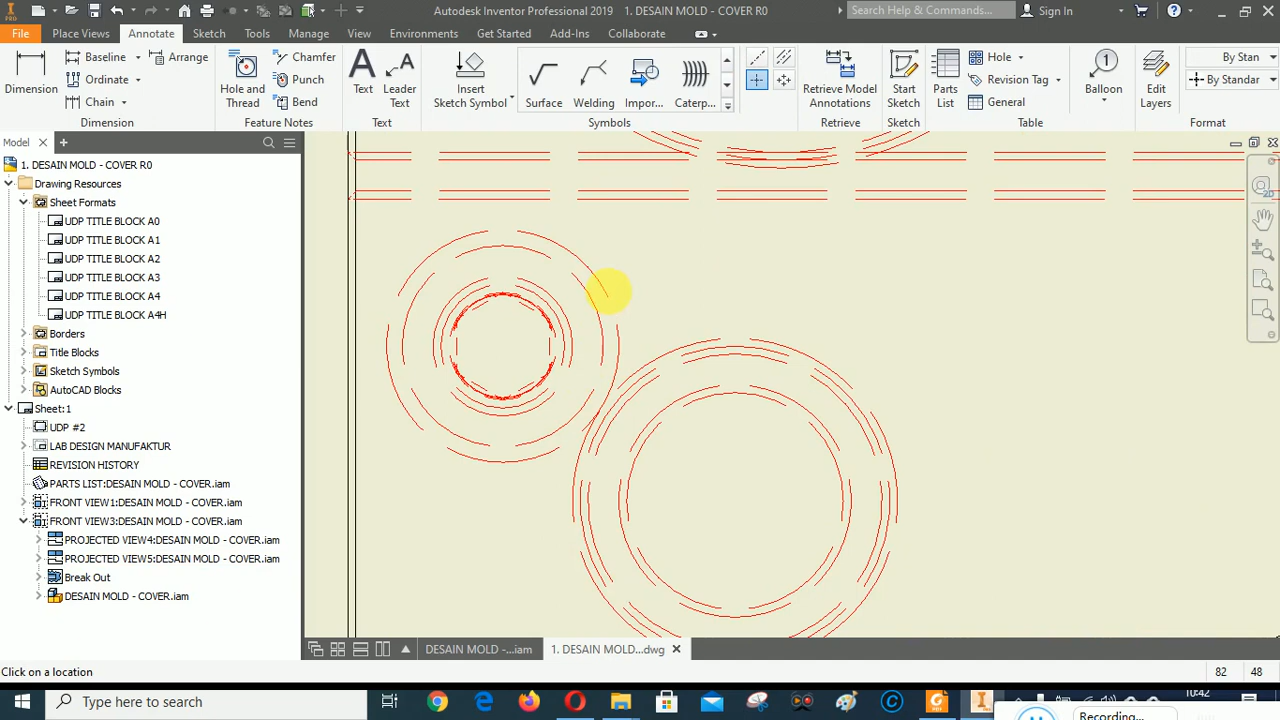 PRO
Autodesk Inventor Professional 2019   1. DESAIN MOLD - COVER R0
Search Help & Commands...
Sign In
File
Place Views
Annotate
Sketch
Tools
Manage
View
Environments
Get Started
Add-Ins
Collaborate
Dimension
Baseline
Ordinate
Chain
Arrange
Dimension
Hole and
Thread
Chamfer
Punch
Bend
Feature Notes
Text
Leader
Text
Text
Insert
Sketch Symbol
Surface
Welding
Impor...
Caterp...
Symbols
Retrieve Model
Annotations
Retrieve
Start
Sketch
Sketch
Parts
List
Hole
Revision Tag
General
Table
Balloon
Edit
Layers
By Stan
By Standar
Format
Model
1. DESAIN MOLD - COVER R0
Drawing Resources
Sheet Formats
UDP TITLE BLOCK A0
UDP TITLE BLOCK A1
UDP TITLE BLOCK A2
UDP TITLE BLOCK A3
UDP TITLE BLOCK A4
UDP TITLE BLOCK A4H
Borders
Title Blocks
Sketch Symbols
AutoCAD Blocks
Sheet:1
UDP #2
LAB DESIGN MANUFAKTUR
REVISION HISTORY
PARTS LIST:DESAIN MOLD - COVER.iam
FRONT VIEW1:DESAIN MOLD - COVER.iam
FRONT VIEW3:DESAIN MOLD - COVER.iam
PROJECTED VIEW4:DESAIN MOLD - COVER.iam
PROJECTED VIEW5:DESAIN MOLD - COVER.iam
Break Out
DESAIN MOLD - COVER.iam
DESAIN MOLD -...iam
1. DESAIN MOLD...dwg
Click on a location
82
48
Type here to search
10:42
Recording...